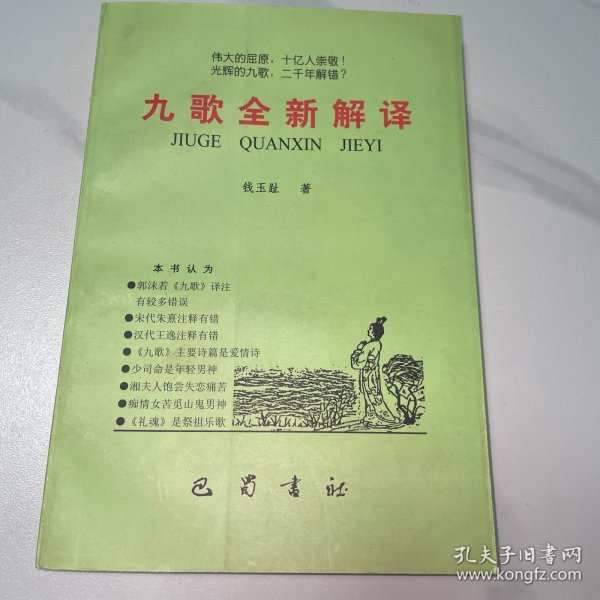 伟大的屈原，十亿人崇敬！
光辉的九歌，二千年解错？
九歌全新解译
JIUGE QUANXIN JIEYI
钱玉趾 著
本书认为
●郭沫若《九歌》译注
有较多错误
●宋代朱熹注释有错
●汉代王逸注释有错
●《九歌》主要诗篇是爱情诗
●少司命是年轻男神
●湘夫人饱尝失恋痛苦
●痴情女苦觅山鬼男神
●《礼魂》是祭祖乐歌
巴蜀书社
孔夫子旧书网
www.kongfz.com